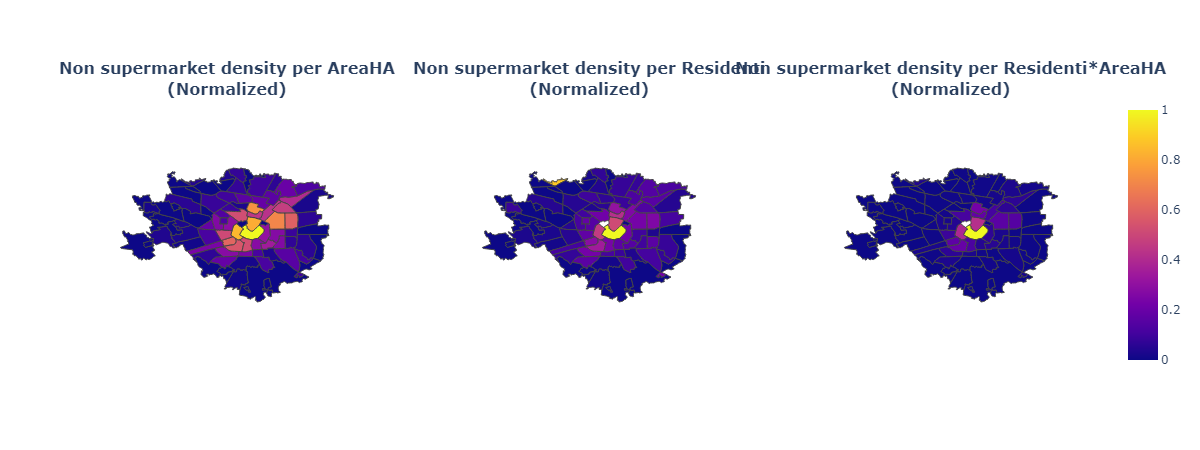 Non supermarket density per AreaHA
(Normalized)
Non supermarket density per Residenti
(Normalized)
Non supermarket density per Residenti*AreaHA
(Normalized)
1
0.8
0.6
0.4
0.2
0